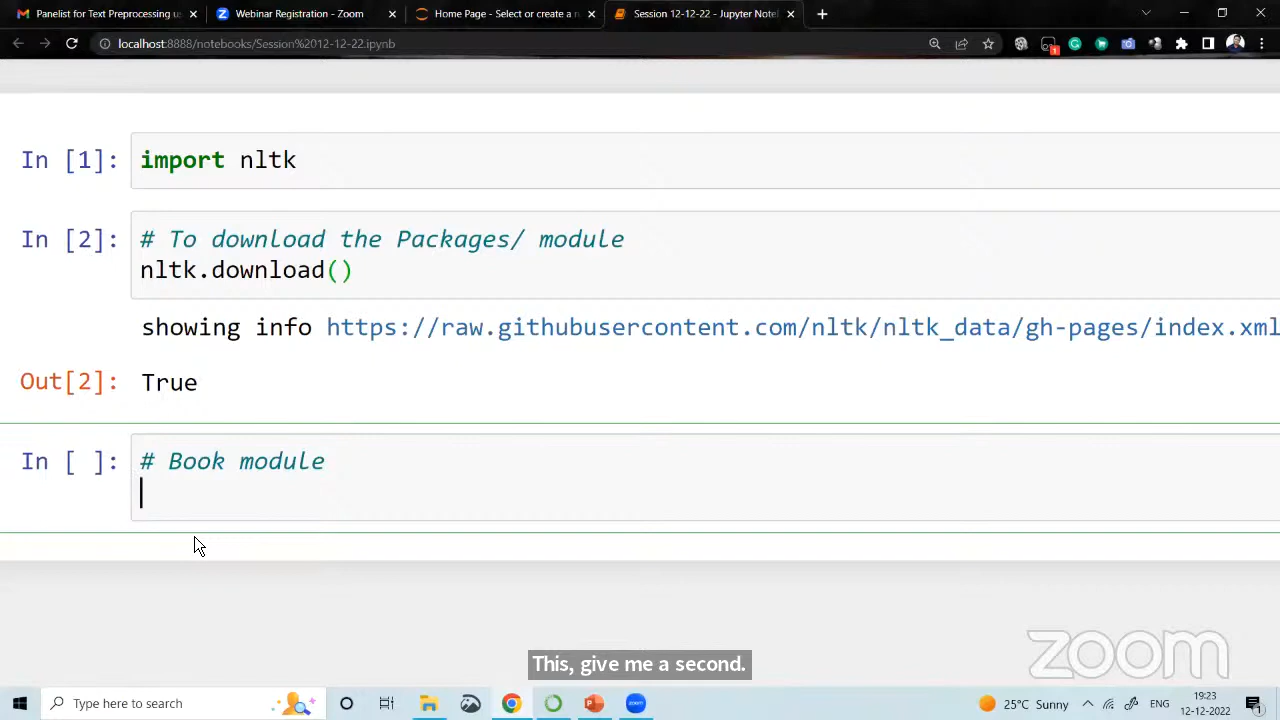 Panelist for Text Preprocessing us
Webinar Registration - Zoom
Home Page - Select or create a n
Session 12-12-22 - Jupyter Note
localhost:8888/notebooks/Session%2012-12-22.ipynb
In [1]: import nltk
In [2]: # To download the Packages/ module
nltk.download()
showing info https://raw.githubusercontent.com/nltk/nltk_data/gh-pages/index.xml
Out[2]: True
In [ ]: # Book module
This, give me a second.
zoom
Type here to search
25°C Sunny
ENG
19:23
12-12-2022